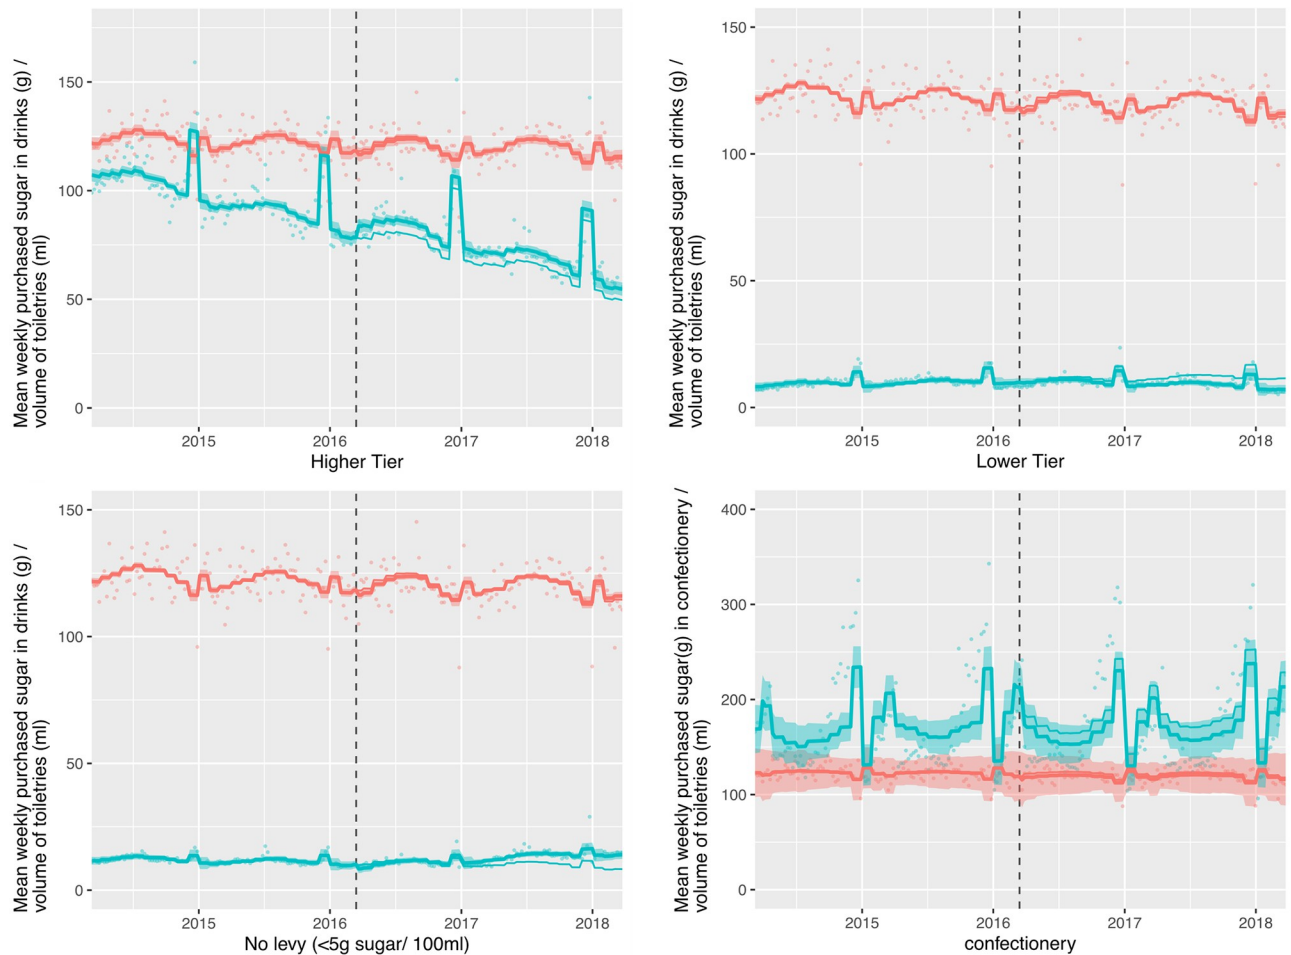 Mean weekly purchased sugar in drinks (g) /
volume of toiletries (ml)
150
100
50
0
2015 2016 2017 2018
Higher Tier
Mean weekly purchased sugar in drinks (g) /
volume of toiletries (ml)
150
100
50
0
2015 2016 2017 2018
Lower Tier
Mean weekly purchased sugar in drinks (g) /
volume of toiletries (ml)
150
100
50
0
2015 2016 2017 2018
No levy (<5g sugar/ 100ml)
Mean weekly purchased sugar(g) in confectionery /
volume of toiletries (ml)
400
300
200
100
0
2015 2016 2017 2018
confectionery